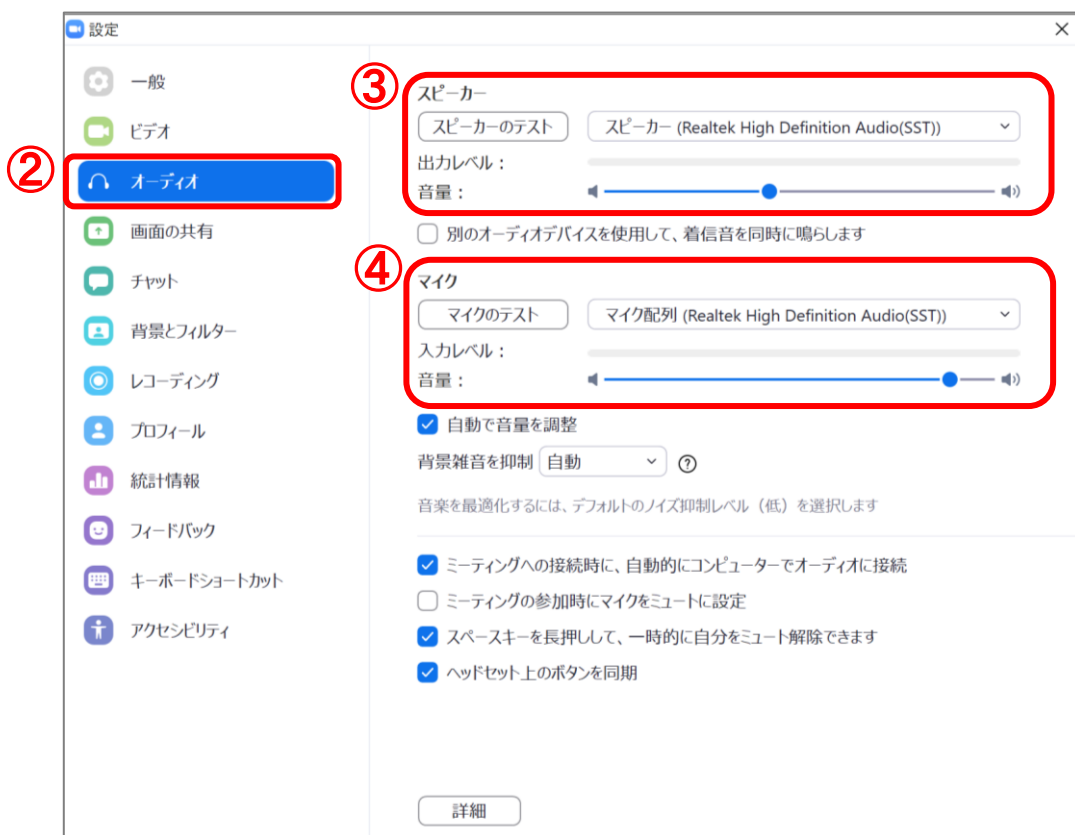 設定
一般
ビデオ
② オーディオ
画面の共有
チャット
背景とフィルター
レコーディング
プロフィール
統計情報
フィードバック
キーボードショートカット
アクセシビリティ
③ スピーカー
スピーカーのテスト スピーカー (Realtek High Definition Audio(SST))
出力レベル：
音量：
別のオーディオデバイスを使用して、着信音を同時に鳴らします
④ マイク
マイクのテスト マイク配列 (Realtek High Definition Audio(SST))
入力レベル：
音量：
自動で音量を調整
背景雑音を抑制 自動 ?
音楽を最適化するには、デフォルトのノイズ抑制レベル（低）を選択します
ミーティングへの接続時に、自動的にコンピューターでオーディオに接続
ミーティングの参加時にマイクをミュートに設定
スペースキーを長押しして、一時的に自分をミュート解除できます
ヘッドセット上のボタンを同期
詳細